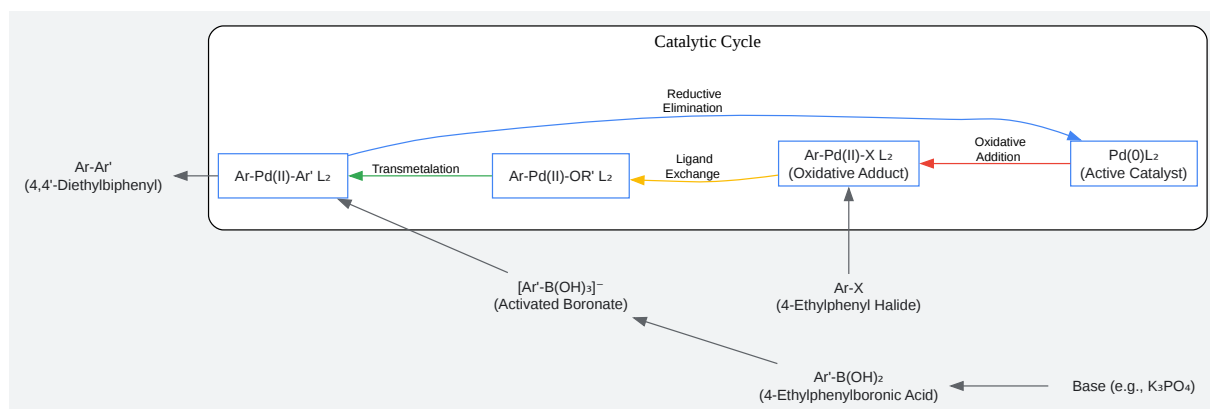 Catalytic Cycle
Reductive
Elimination
Oxidative
Addition
Ligand
Exchange
Transmetalation
Ar-Ar'
(4,4'-Diethylbiphenyl)
Ar-Pd(II)-Ar' L₂
Ar-Pd(II)-OR' L₂
Ar-Pd(II)-X L₂
(Oxidative Adduct)
Pd(0)L₂
(Active Catalyst)
[Ar'-B(OH)₃]⁻
(Activated Boronate)
Ar-X
(4-Ethylphenyl Halide)
Ar'-B(OH)₂
(4-Ethylphenylboronic Acid)
Base (e.g., K₃PO₄)